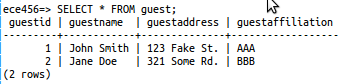 ece456=> SELECT * FROM guest;
guestid | guestname | guestaddress | guestaffiliation
---------+------------+--------------+------------------
1 | John Smith | 123 Fake St. | AAA
2 | Jane Doe | 321 Some Rd. | BBB
(2 rows)